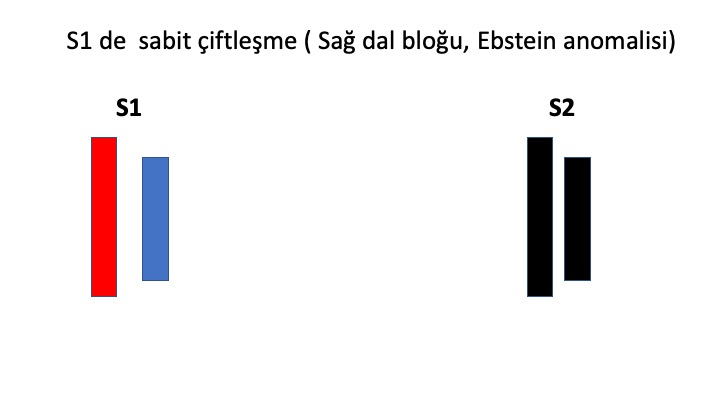 S1 de  sabit çiftleşme ( Sağ dal bloğu, Ebstein anomalisi)
S1
S2